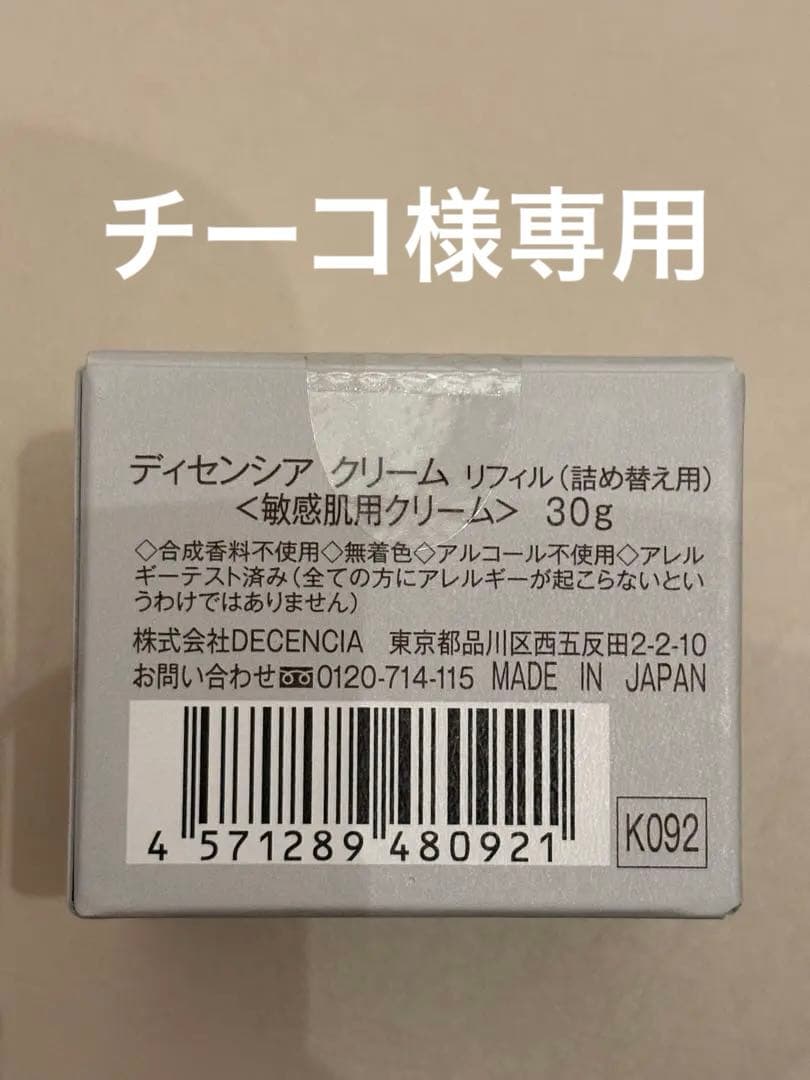 チーコ様専用
ディセンシア クリーム リフィル(詰め替え用)
<敏感肌用クリーム> 30g
◇合成香料不使用◇無着色◇アルコール不使用◇アレル
ギーテスト済み(全ての方にアレルギーが起こらないとい
うわけではありません)
株式会社DECENCIA 東京都品川区西五反田2-2-10
お問い合わせ 0120-714-115 MADE IN JAPAN
4 571289 480921
K092